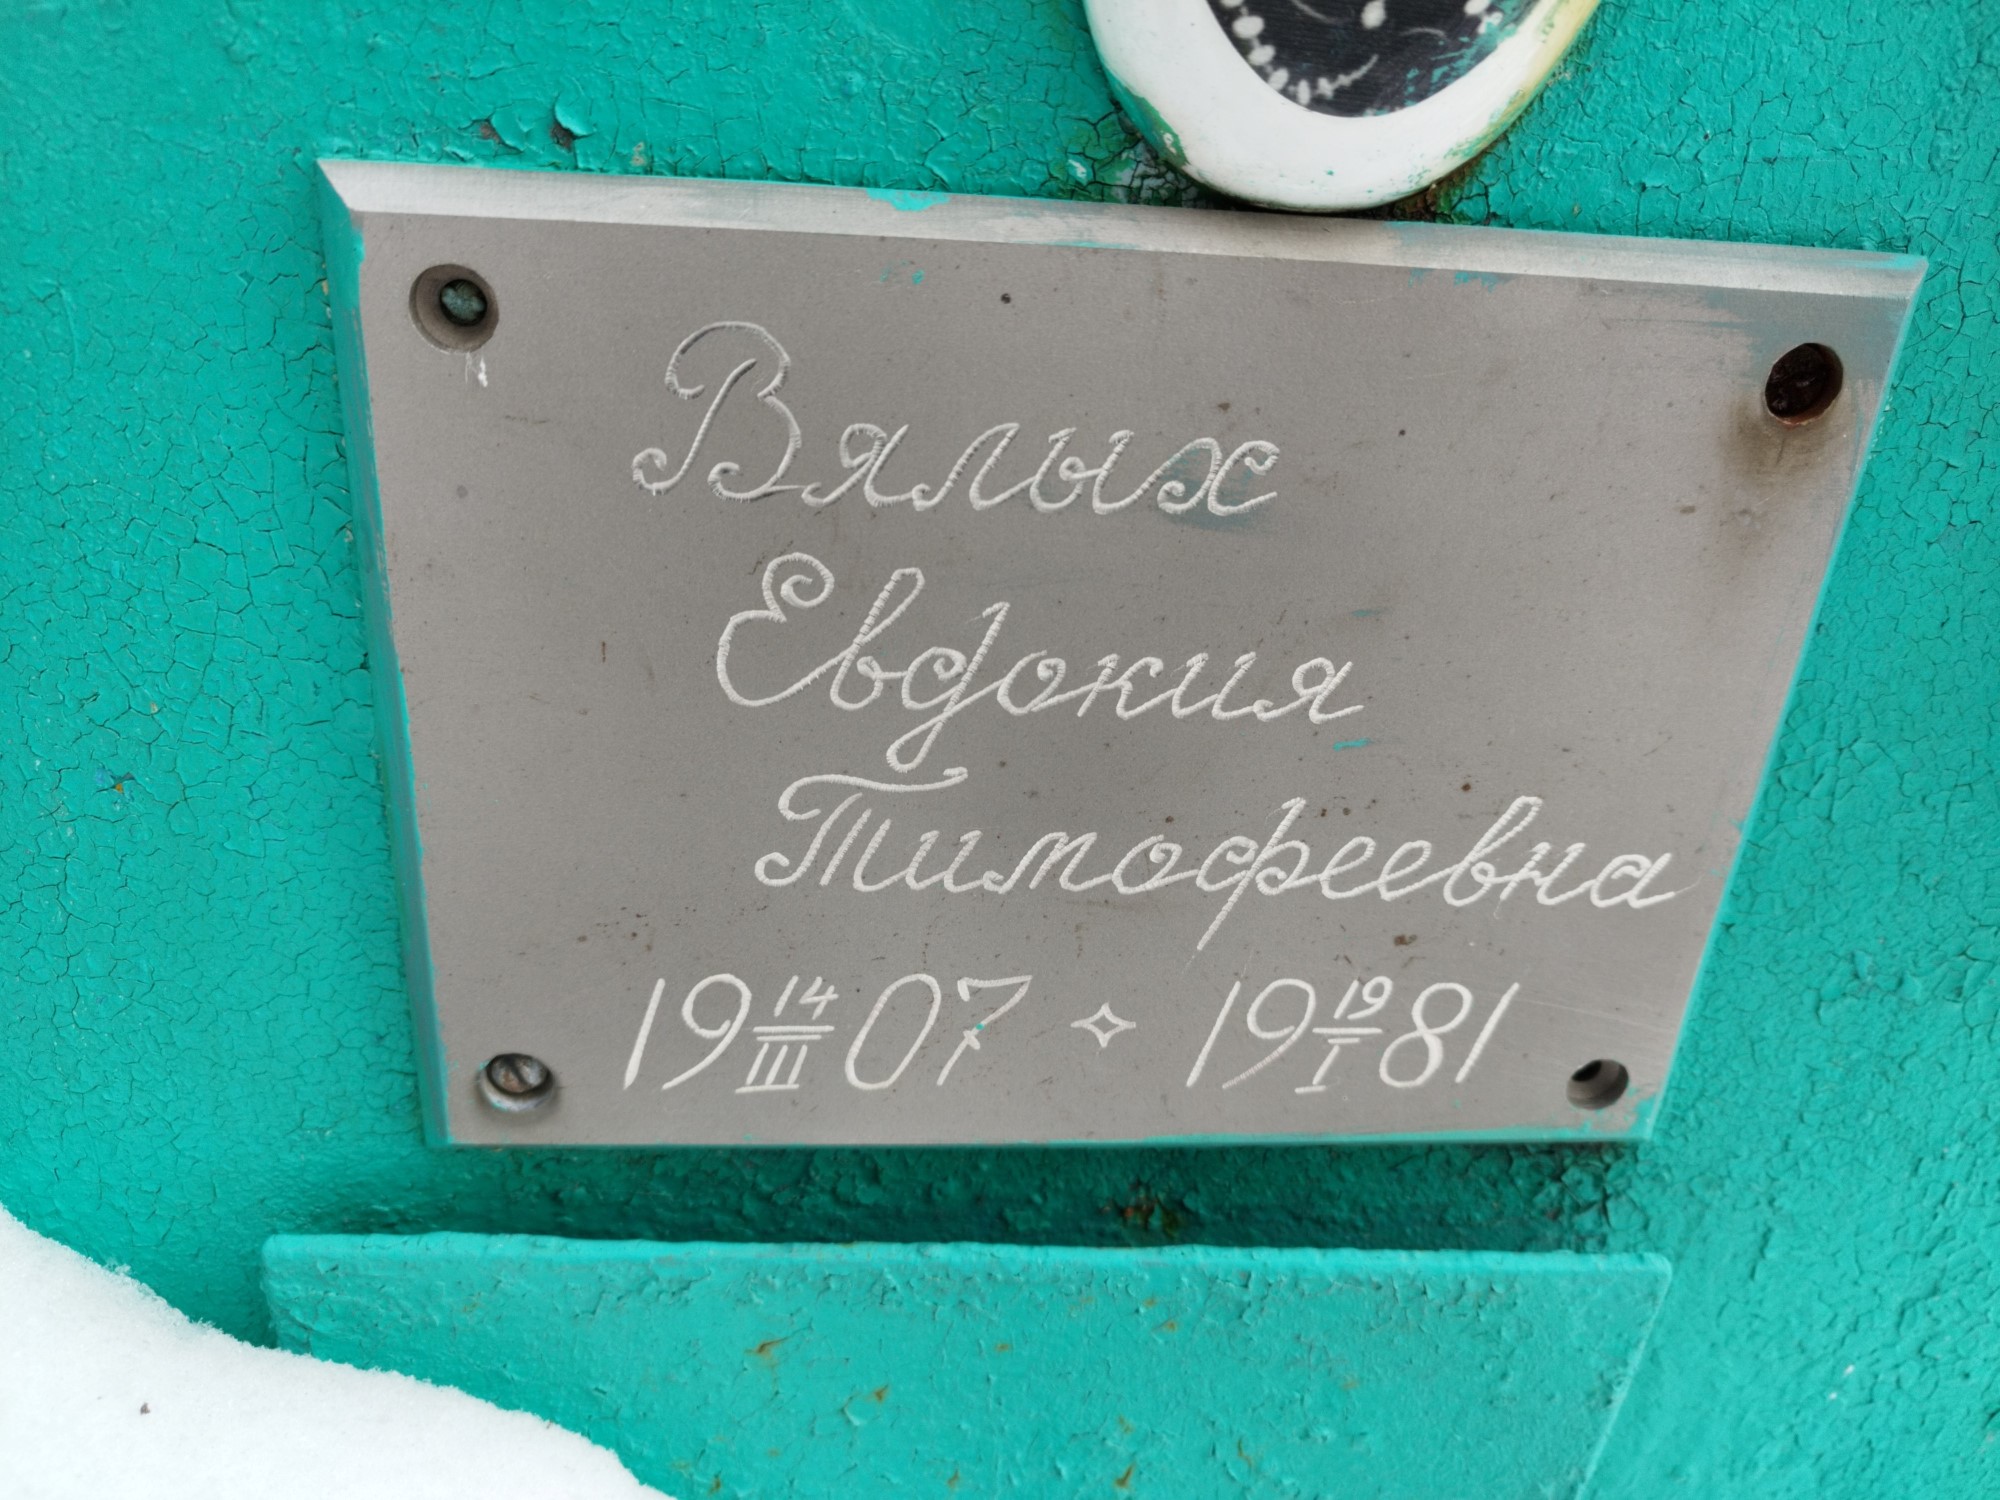 Вялых
Евдокия
Тимофеевна
19 14/III 07 ✧ 19 19/I 81